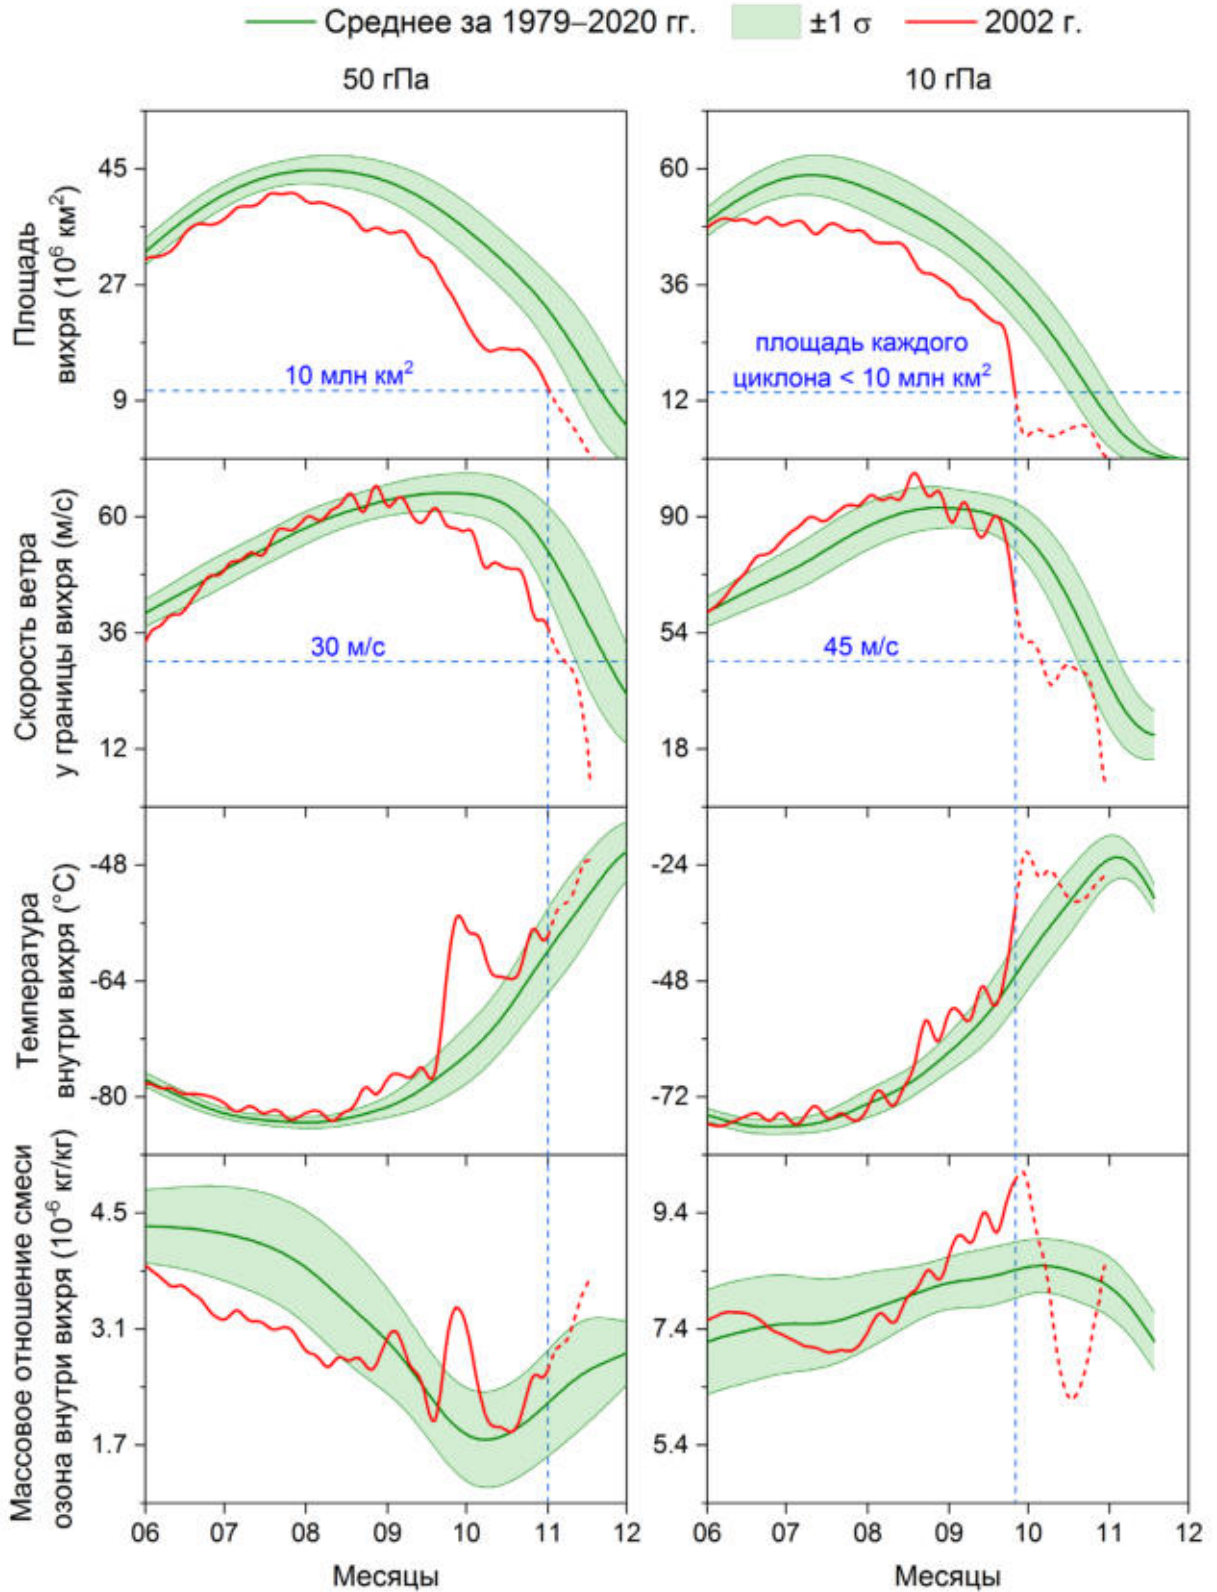 Среднее за 1979–2020 гг. ±1 σ 2002 г.
50 гПа 10 гПа
Площадь
вихря (10⁶ км²)
45
27
9
10 млн км²
60
36
12
площадь каждого
циклона < 10 млн км²
Скорость ветра
у границы вихря (м/с)
60
36
12
30 м/с
90
54
18
45 м/с
Температура
внутри вихря (°C)
-48
-64
-80
-24
-48
-72
Массовое отношение смеси
озона внутри вихря (10⁻⁶ кг/кг)
4.5
3.1
1.7
9.4
7.4
5.4
06 07 08 09 10 11 12
06 07 08 09 10 11 12
Месяцы Месяцы